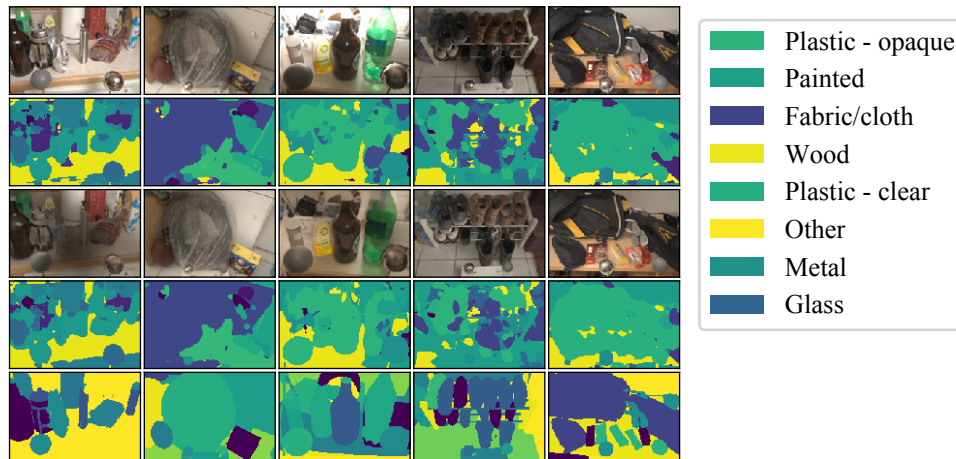 Plastic - opaque
Painted
Fabric/cloth
Wood
Plastic - clear
Other
Metal
Glass